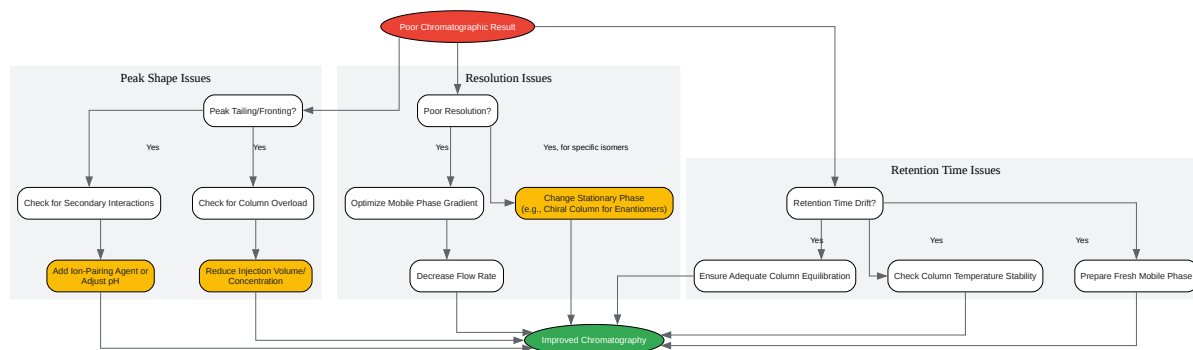 Poor Chromatographic Result
Peak Shape Issues
Resolution Issues
Peak Tailing/Fronting?
Poor Resolution?
Yes
Yes
Yes
Yes, for specific isomers
Retention Time Issues
Check for Secondary Interactions
Check for Column Overload
Optimize Mobile Phase Gradient
Change Stationary Phase
(e.g., Chiral Column for Enantiomers)
Retention Time Drift?
Yes
Yes
Yes
Add Ion-Pairing Agent or
Adjust pH
Reduce Injection Volume/
Concentration
Decrease Flow Rate
Ensure Adequate Column Equilibration
Check Column Temperature Stability
Prepare Fresh Mobile Phase
Improved Chromatography